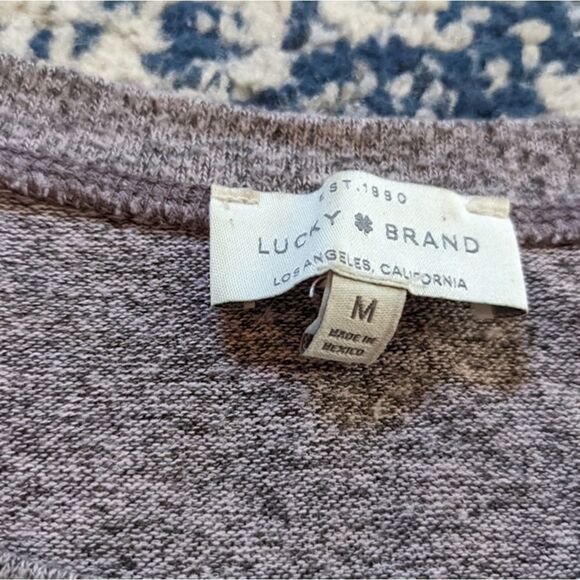 EST.1990
LUCKY BRAND
LOS ANGELES, CALIFORNIA
M
MADE IN
MEXICO